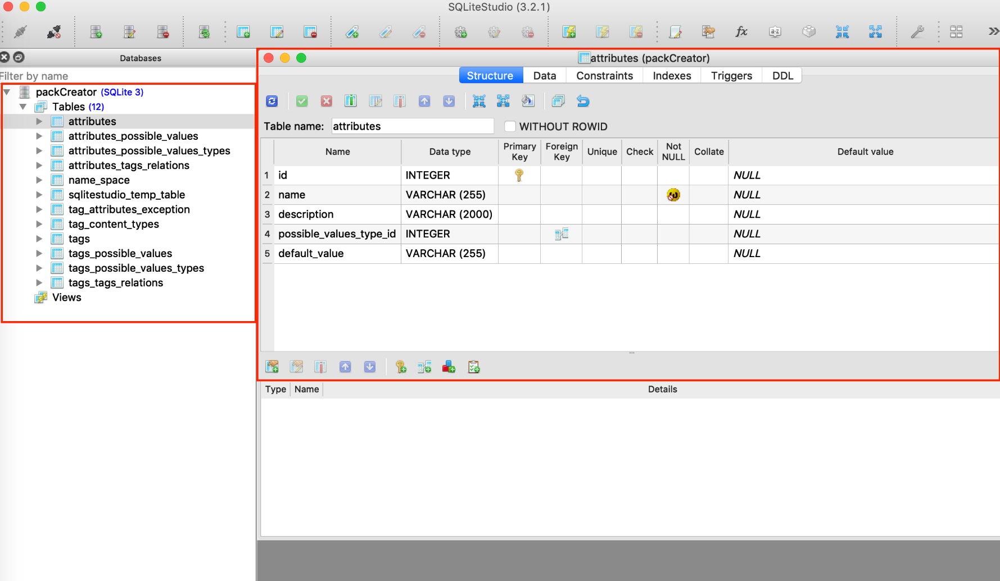 SQLiteStudio (3.2.1)
fx
a-z
Databases
Filter by name
packCreator (SQLite 3)
Tables (12)
attributes
attributes_possible_values
attributes_possible_values_types
attributes_tags_relations
name_space
sqlitestudio_temp_table
tag_attributes_exception
tag_content_types
tags
tags_possible_values
tags_possible_values_types
tags_tags_relations
Views
attributes (packCreator)
Structure Data Constraints Indexes Triggers DDL
Table name: attributes WITHOUT ROWID
Name Data type Primary Key Foreign Key Unique Check Not NULL Collate Default value
1 id INTEGER NULL
2 name VARCHAR (255) NULL
3 description VARCHAR (2000) NULL
4 possible_values_type_id INTEGER NULL
5 default_value VARCHAR (255) NULL
Type Name Details